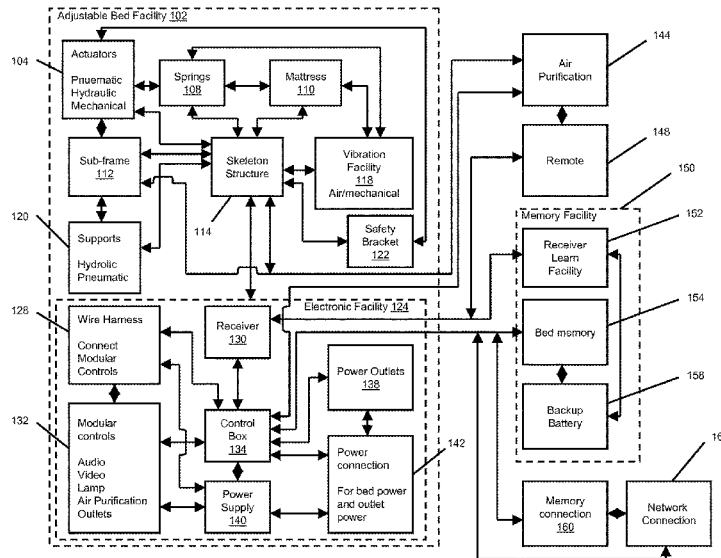 Adjustable Bed Facility 102
104
Actuators
Pnuematic
Hydraulic
Mechanical
Springs
108
Mattress
110
Air
Purification
144
Sub-frame
112
Skeleton
Structure
114
Vibration
Facility
118
Air/mechanical
Remote
148
150
120
Supports
Hydrolic
Pneumatic
Safety
Bracket
122
Memory Facility
152
Receiver
Learn Facility
Electronic Facility 124
128
Wire Harness
Connect
Modular
Controls
Receiver
130
Bed memory
154
Power Outlets
138
Backup
Battery
158
132
Modular
controls
Audio
Video
Lamp
Air Purification
Outlets
Control
Box
134
Power
connection
For bed power
and outlet
power
142
Power
Supply
140
Memory
connection
160
Network
Connection